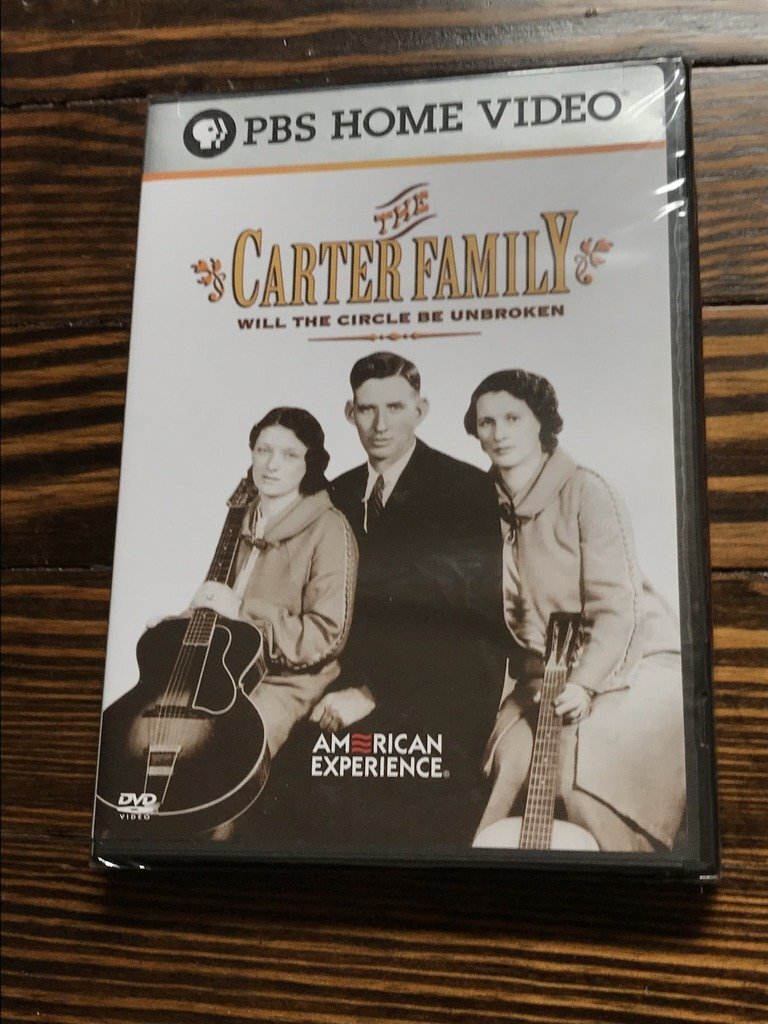 PBS HOME VIDEO®
THE
CARTER FAMILY
WILL THE CIRCLE BE UNBROKEN
AMERICAN
EXPERIENCE®
DVD
VIDEO